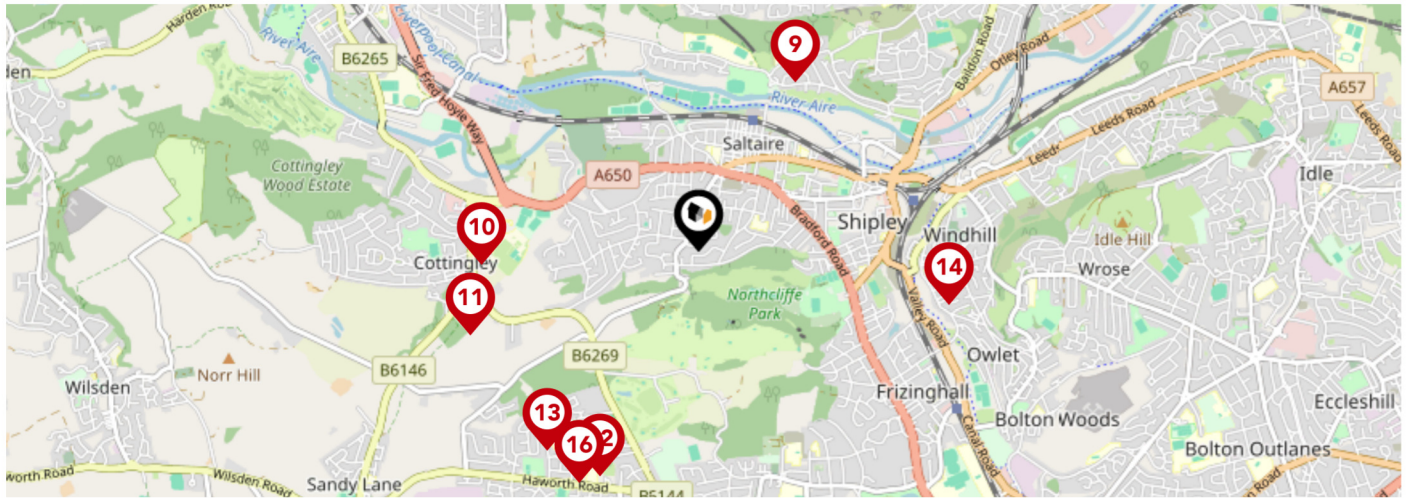 Harden Road
River Aire
Liverpool Canal
Sir Fred Hoyle Way
B6265
9
Baildon Road
Otley Road
A657
Leeds Road
River Aire
Leeds Road
Saltaire
Cottingley
Wood Estate
A650
Idle
10
Shipley
Windhill
Idle Hill
Bradford Road
Cottingley
14
Wrose
11
Northcliffe
Park
Valley Road
B6269
Owlet
Norr Hill
B6146
Wilsden
Frizinghall
Eccleshill
13
16
2
Bolton Woods
Canal Road
Bolton Outlanes
Haworth Road
Wilsden Road
Sandy Lane
Haworth Road
B6144